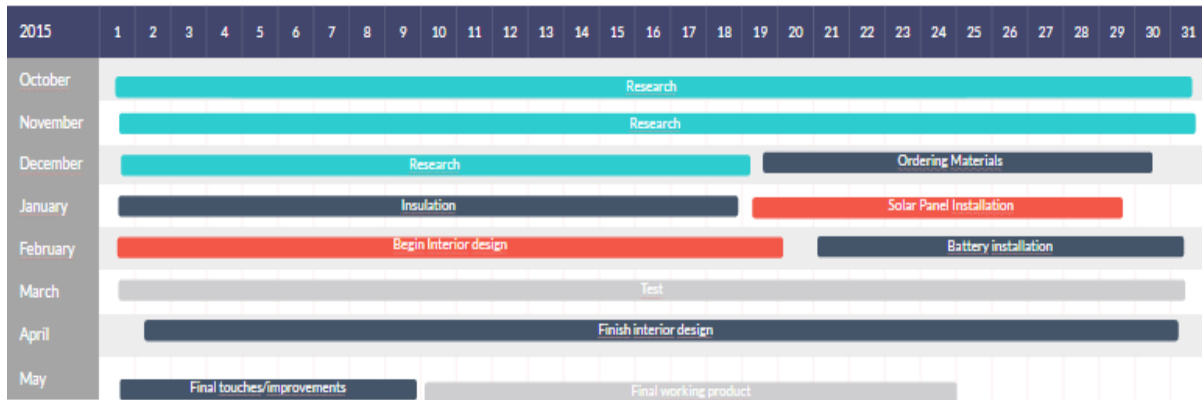 2015 1 2 3 4 5 6 7 8 9 10 11 12 13 14 15 16 17 18 19 20 21 22 23 24 25 26 27 28 29 30 31
October Research
November Research
December Research Ordering Materials
January Insulation Solar Panel Installation
February Begin Interior design Battery installation
March Test
April Finish interior design
May Final touches/improvements Final working product